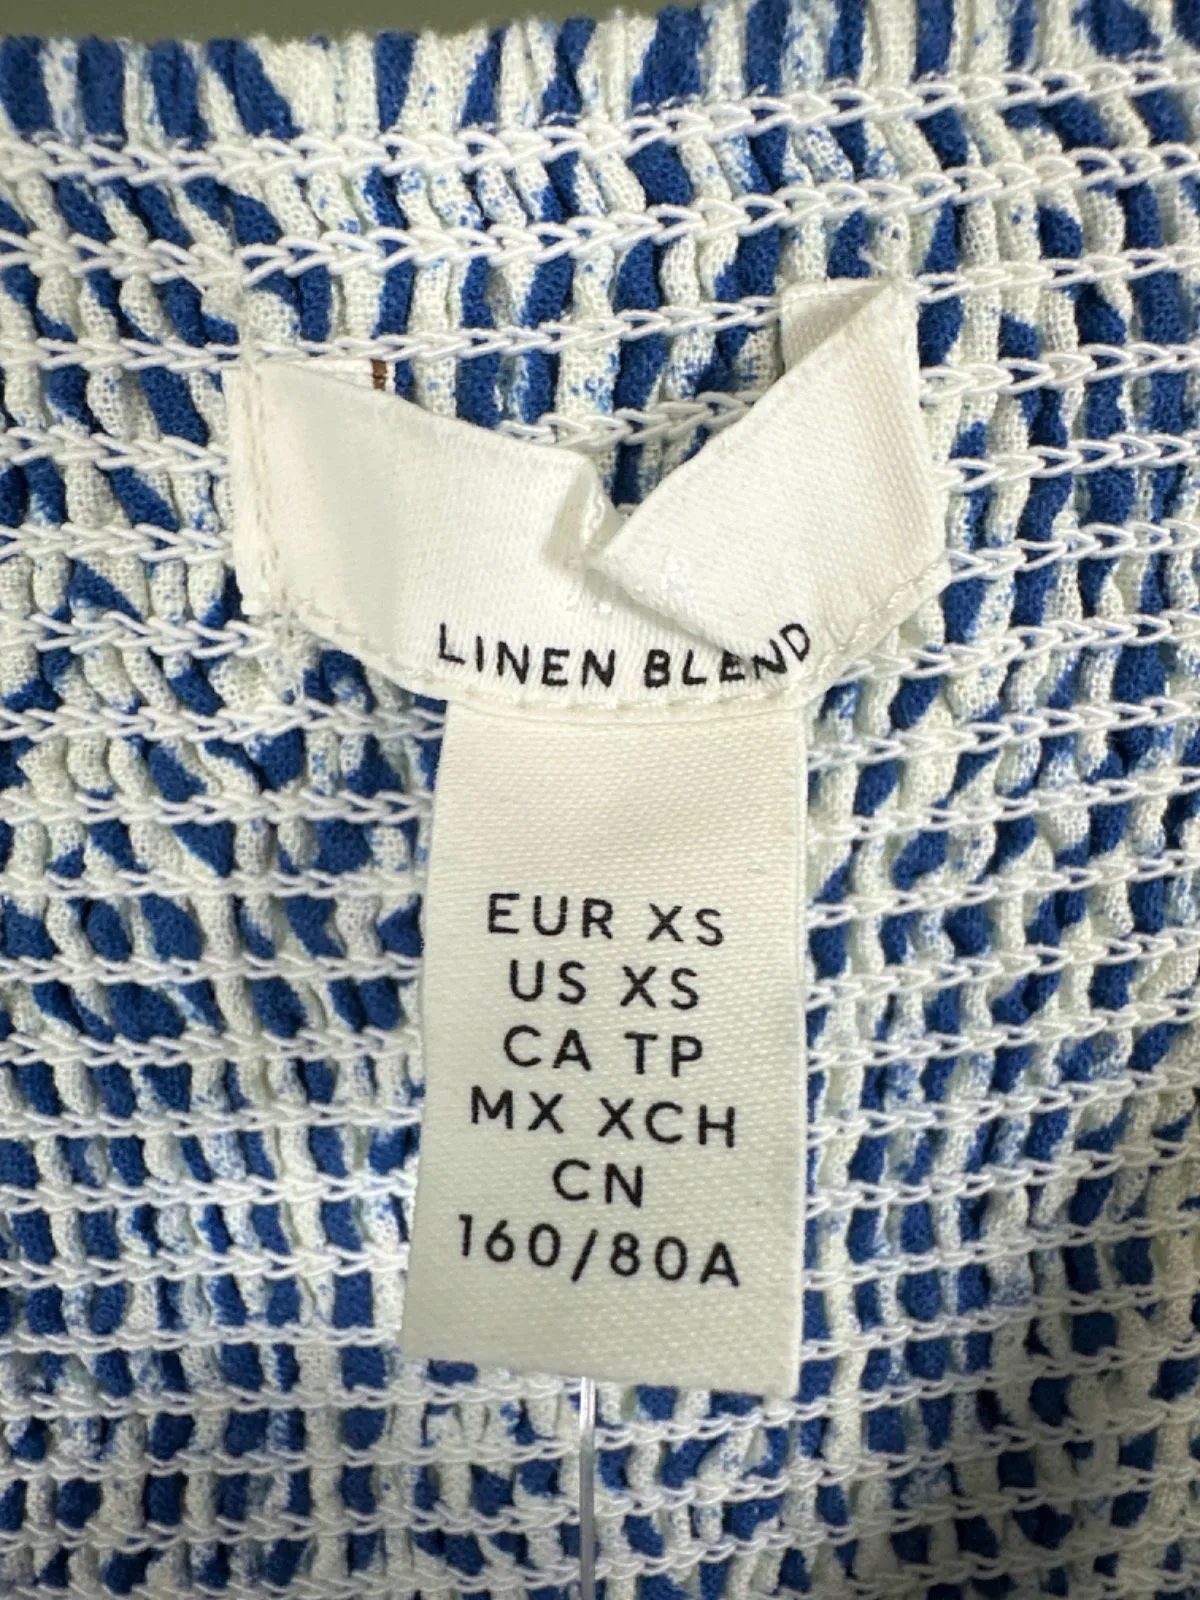 LINEN BLEND
EUR XS
US XS
CA TP
MX XCH
CN
160/80A